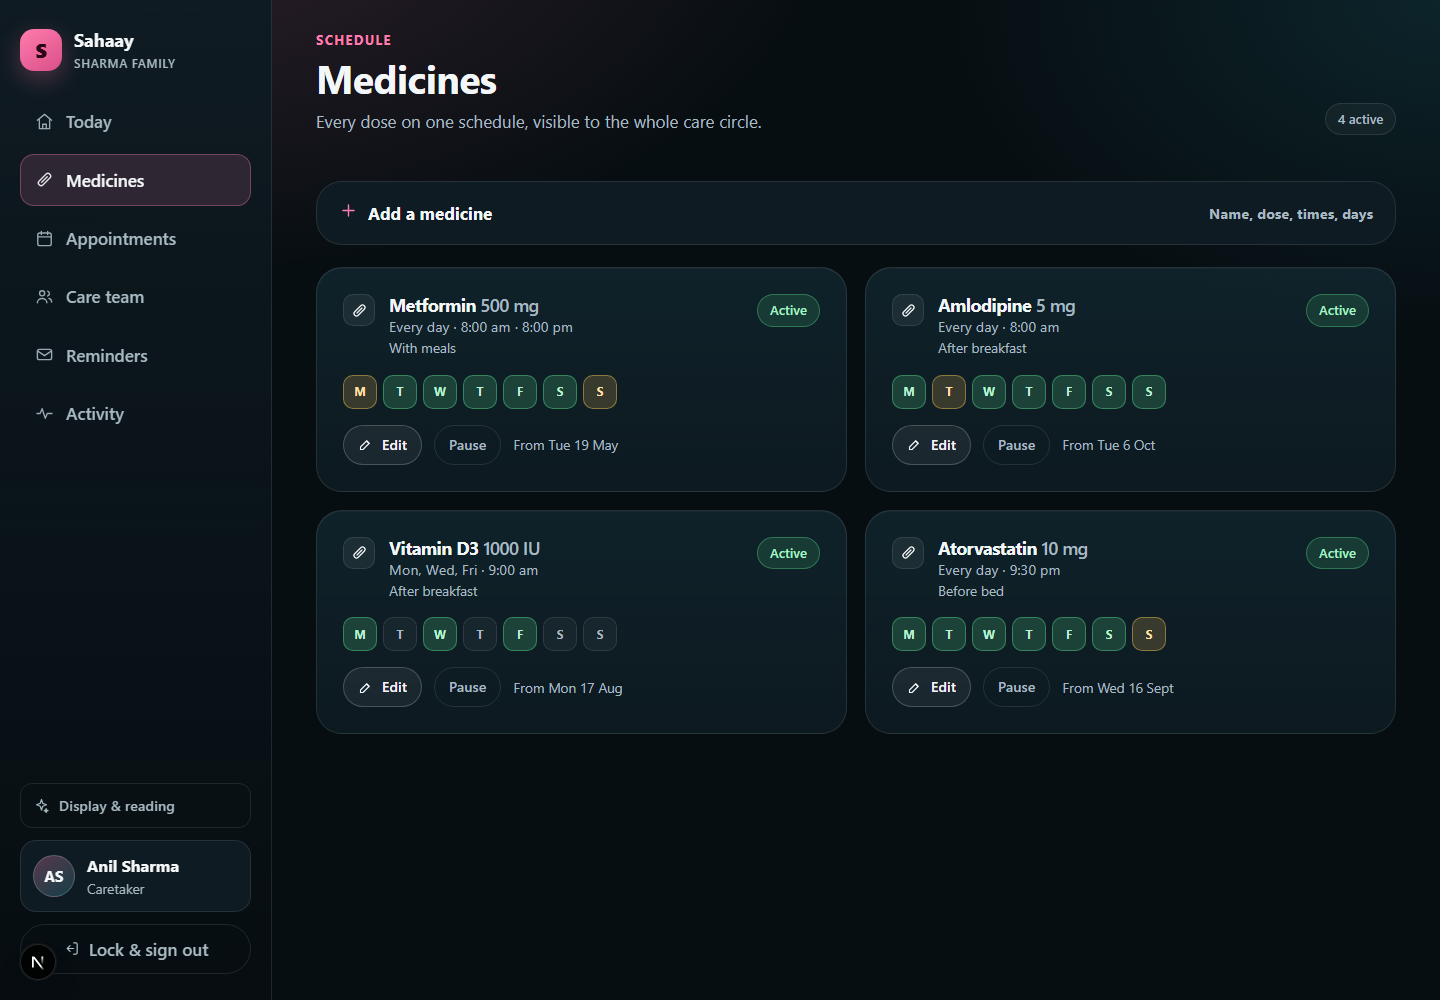 S
Sahaay
SHARMA FAMILY
Today
Medicines
Appointments
Care team
Reminders
Activity
Display & reading
AS
Anil Sharma
Caretaker
Lock & sign out
N
SCHEDULE
Medicines
Every dose on one schedule, visible to the whole care circle.
4 active
+ Add a medicine
Name, dose, times, days
Metformin 500 mg
Active
Every day · 8:00 am · 8:00 pm
With meals
M T W T F S S
Edit Pause From Tue 19 May
Amlodipine 5 mg
Active
Every day · 8:00 am
After breakfast
M T W T F S S
Edit Pause From Tue 6 Oct
Vitamin D3 1000 IU
Active
Mon, Wed, Fri · 9:00 am
After breakfast
M T W T F S S
Edit Pause From Mon 17 Aug
Atorvastatin 10 mg
Active
Every day · 9:30 pm
Before bed
M T W T F S S
Edit Pause From Wed 16 Sept